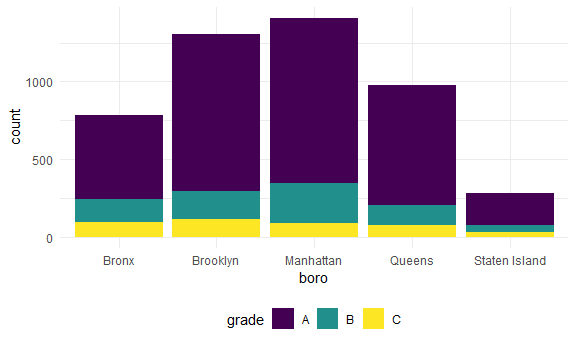 count
1000
500
0
Bronx Brooklyn Manhattan Queens Staten Island
boro
grade A B C